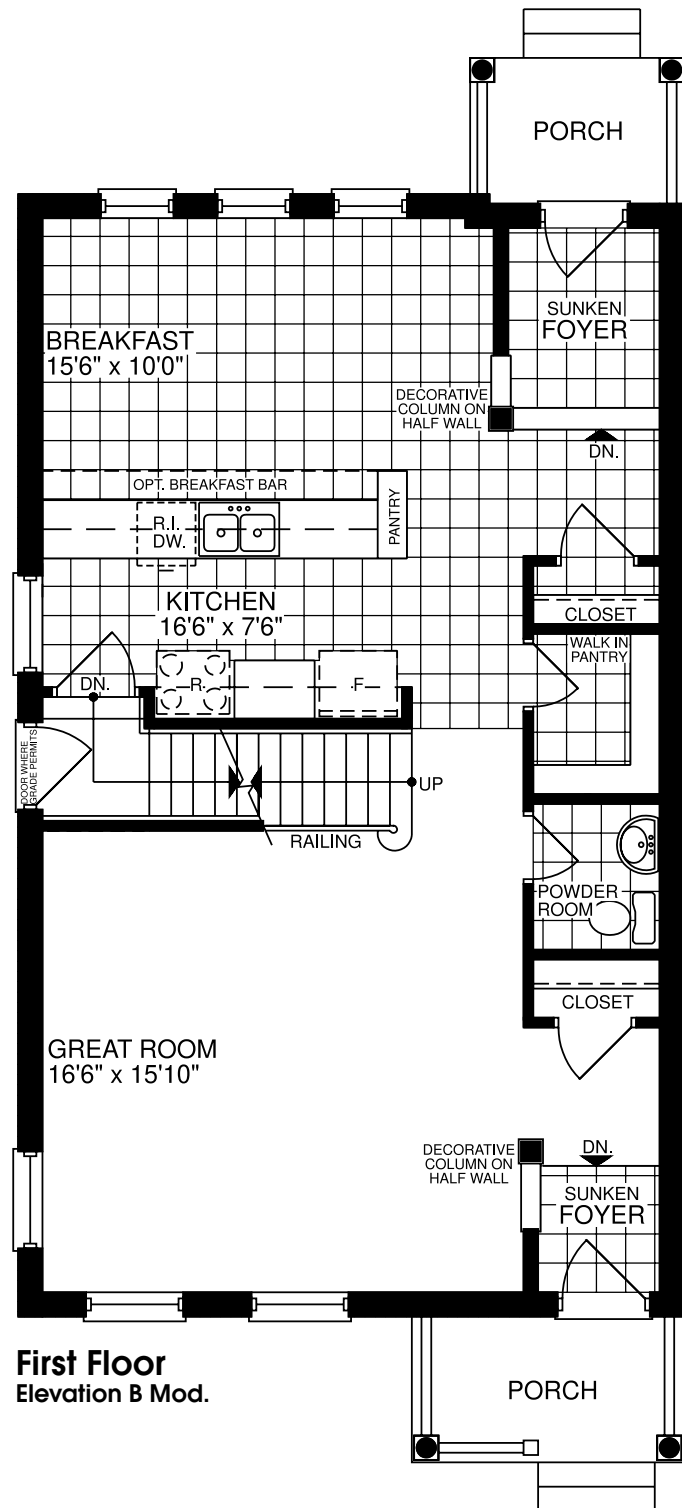 PORCH
SUNKEN
FOYER
BREAKFAST
15'6" x 10'0"
DECORATIVE
COLUMN ON
HALF WALL
DN.
OPT. BREAKFAST BAR
PANTRY
R.I.
DW.
KITCHEN
16'6" x 7'6"
CLOSET
WALK IN
PANTRY
DN.
R.
F
DOOR WHERE
GRADE PERMITS
UP
RAILING
POWDER
ROOM
CLOSET
GREAT ROOM
16'6" x 15'10"
DECORATIVE
COLUMN ON
HALF WALL
DN.
SUNKEN
FOYER
First Floor
Elevation B Mod.
PORCH